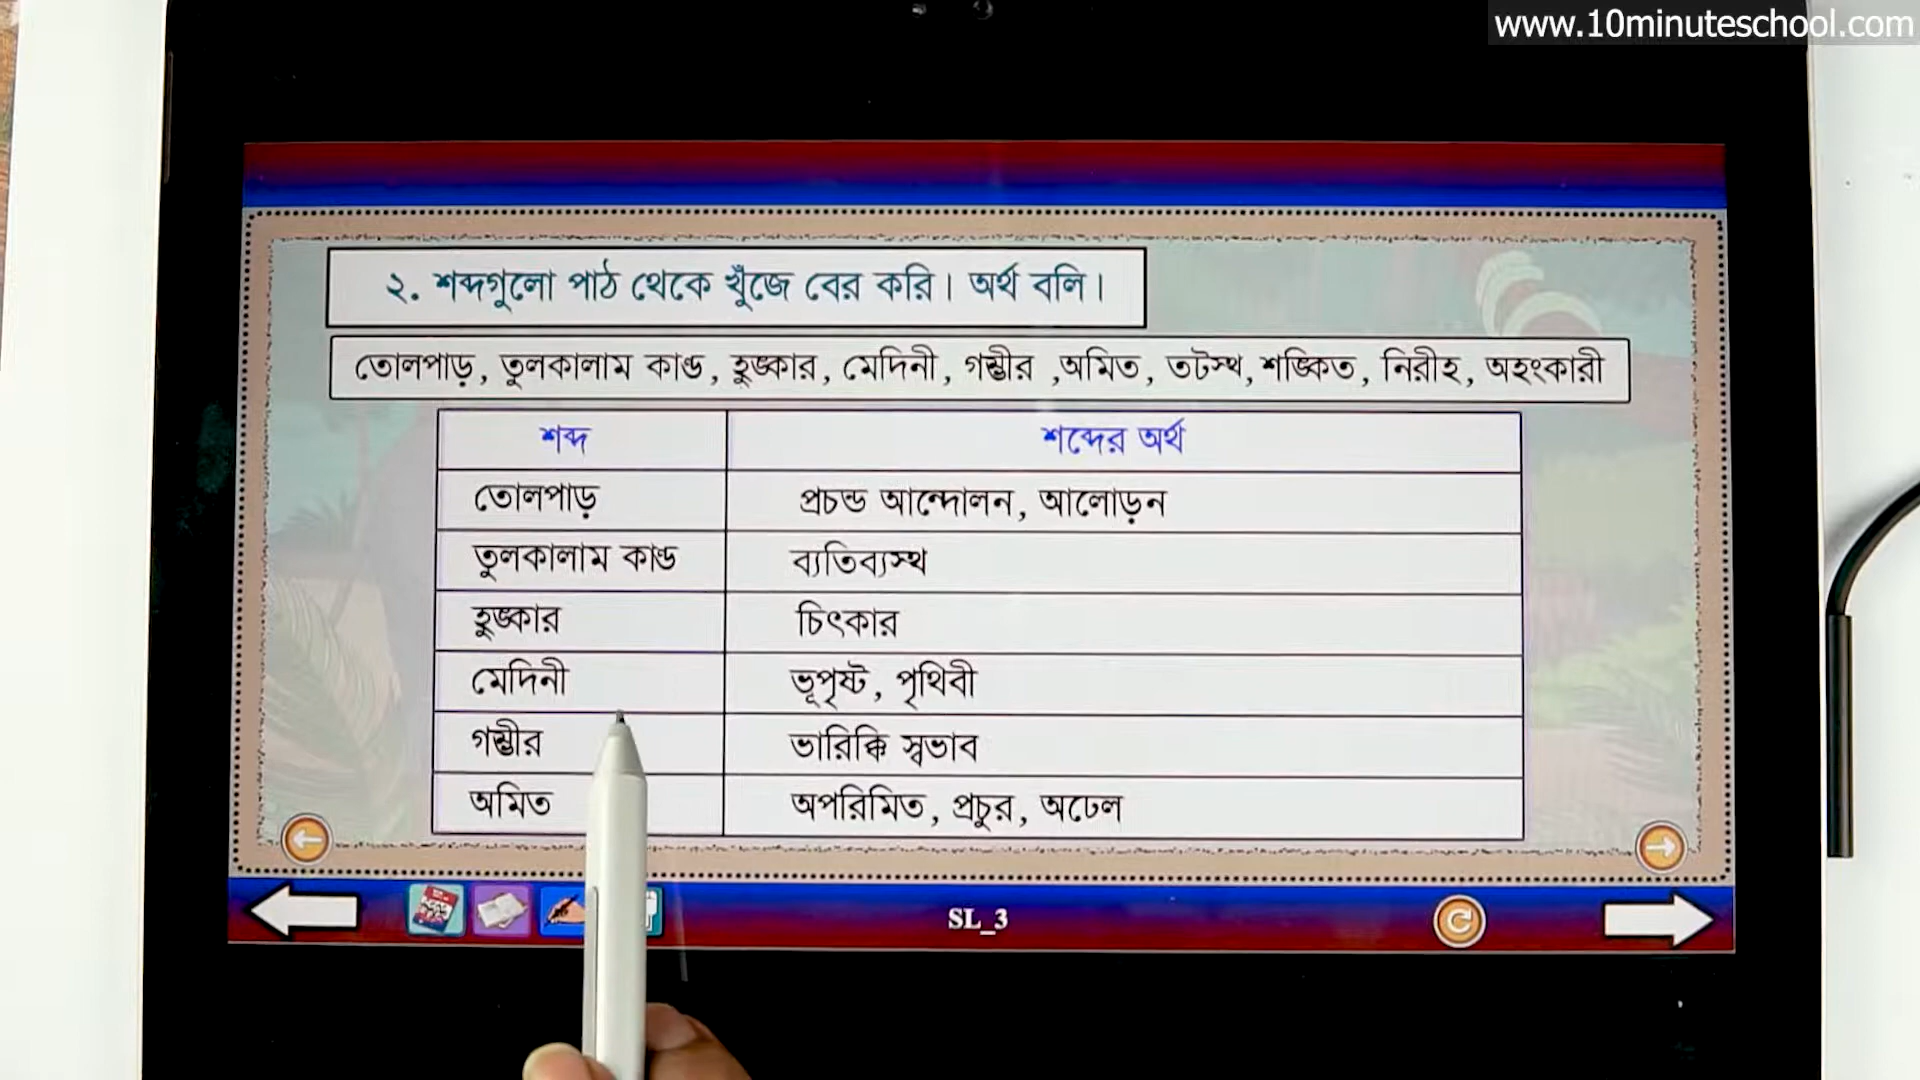 www.10minuteschool.com
২. শব্দগুলো পাঠ থেকে খুঁজে বের করি। অর্থ বলি।
তোলপাড়, তুলকালাম কাণ্ড, হুঙ্কার, মেদিনী, গম্ভীর ,অমিত, তটস্থ, শঙ্কিত, নিরীহ, অহংকারী
শব্দ শব্দের অর্থ
তোলপাড় প্রচন্ড আন্দোলন, আলোড়ন
তুলকালাম কান্ড ব্যতিব্যস্থ
হুঙ্কার চিৎকার
মেদিনী ভূপৃষ্ট, পৃথিবী
গম্ভীর ভারিক্কি স্বভাব
অমিত অপরিমিত, প্রচুর, অঢেল
SL_3